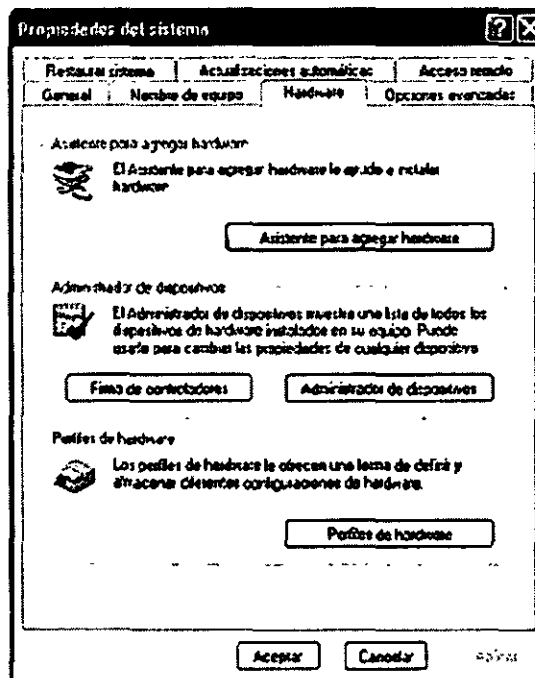 Propiedades del sistema
Restaurar sistema
Actualizaciones automáticas
Acceso remoto
General
Nombre de equipo
Hardware
Opciones avanzadas
Asistente para agregar hardware
El Asistente para agregar hardware le ayuda a instalar
hardware
Asistente para agregar hardware
Administrador de dispositivos
El Administrador de dispositivos muestra una lista de todos los
dispositivos de hardware instalados en su equipo. Puede
usarlo para cambiar las propiedades de cualquier dispositivo
Firma de controladores
Administrador de dispositivos
Perfiles de hardware
Los perfiles de hardware le ofrecen una forma de definir y
almacenar diferentes configuraciones de hardware.
Perfiles de hardware
Aceptar
Cancelar
Aplicar